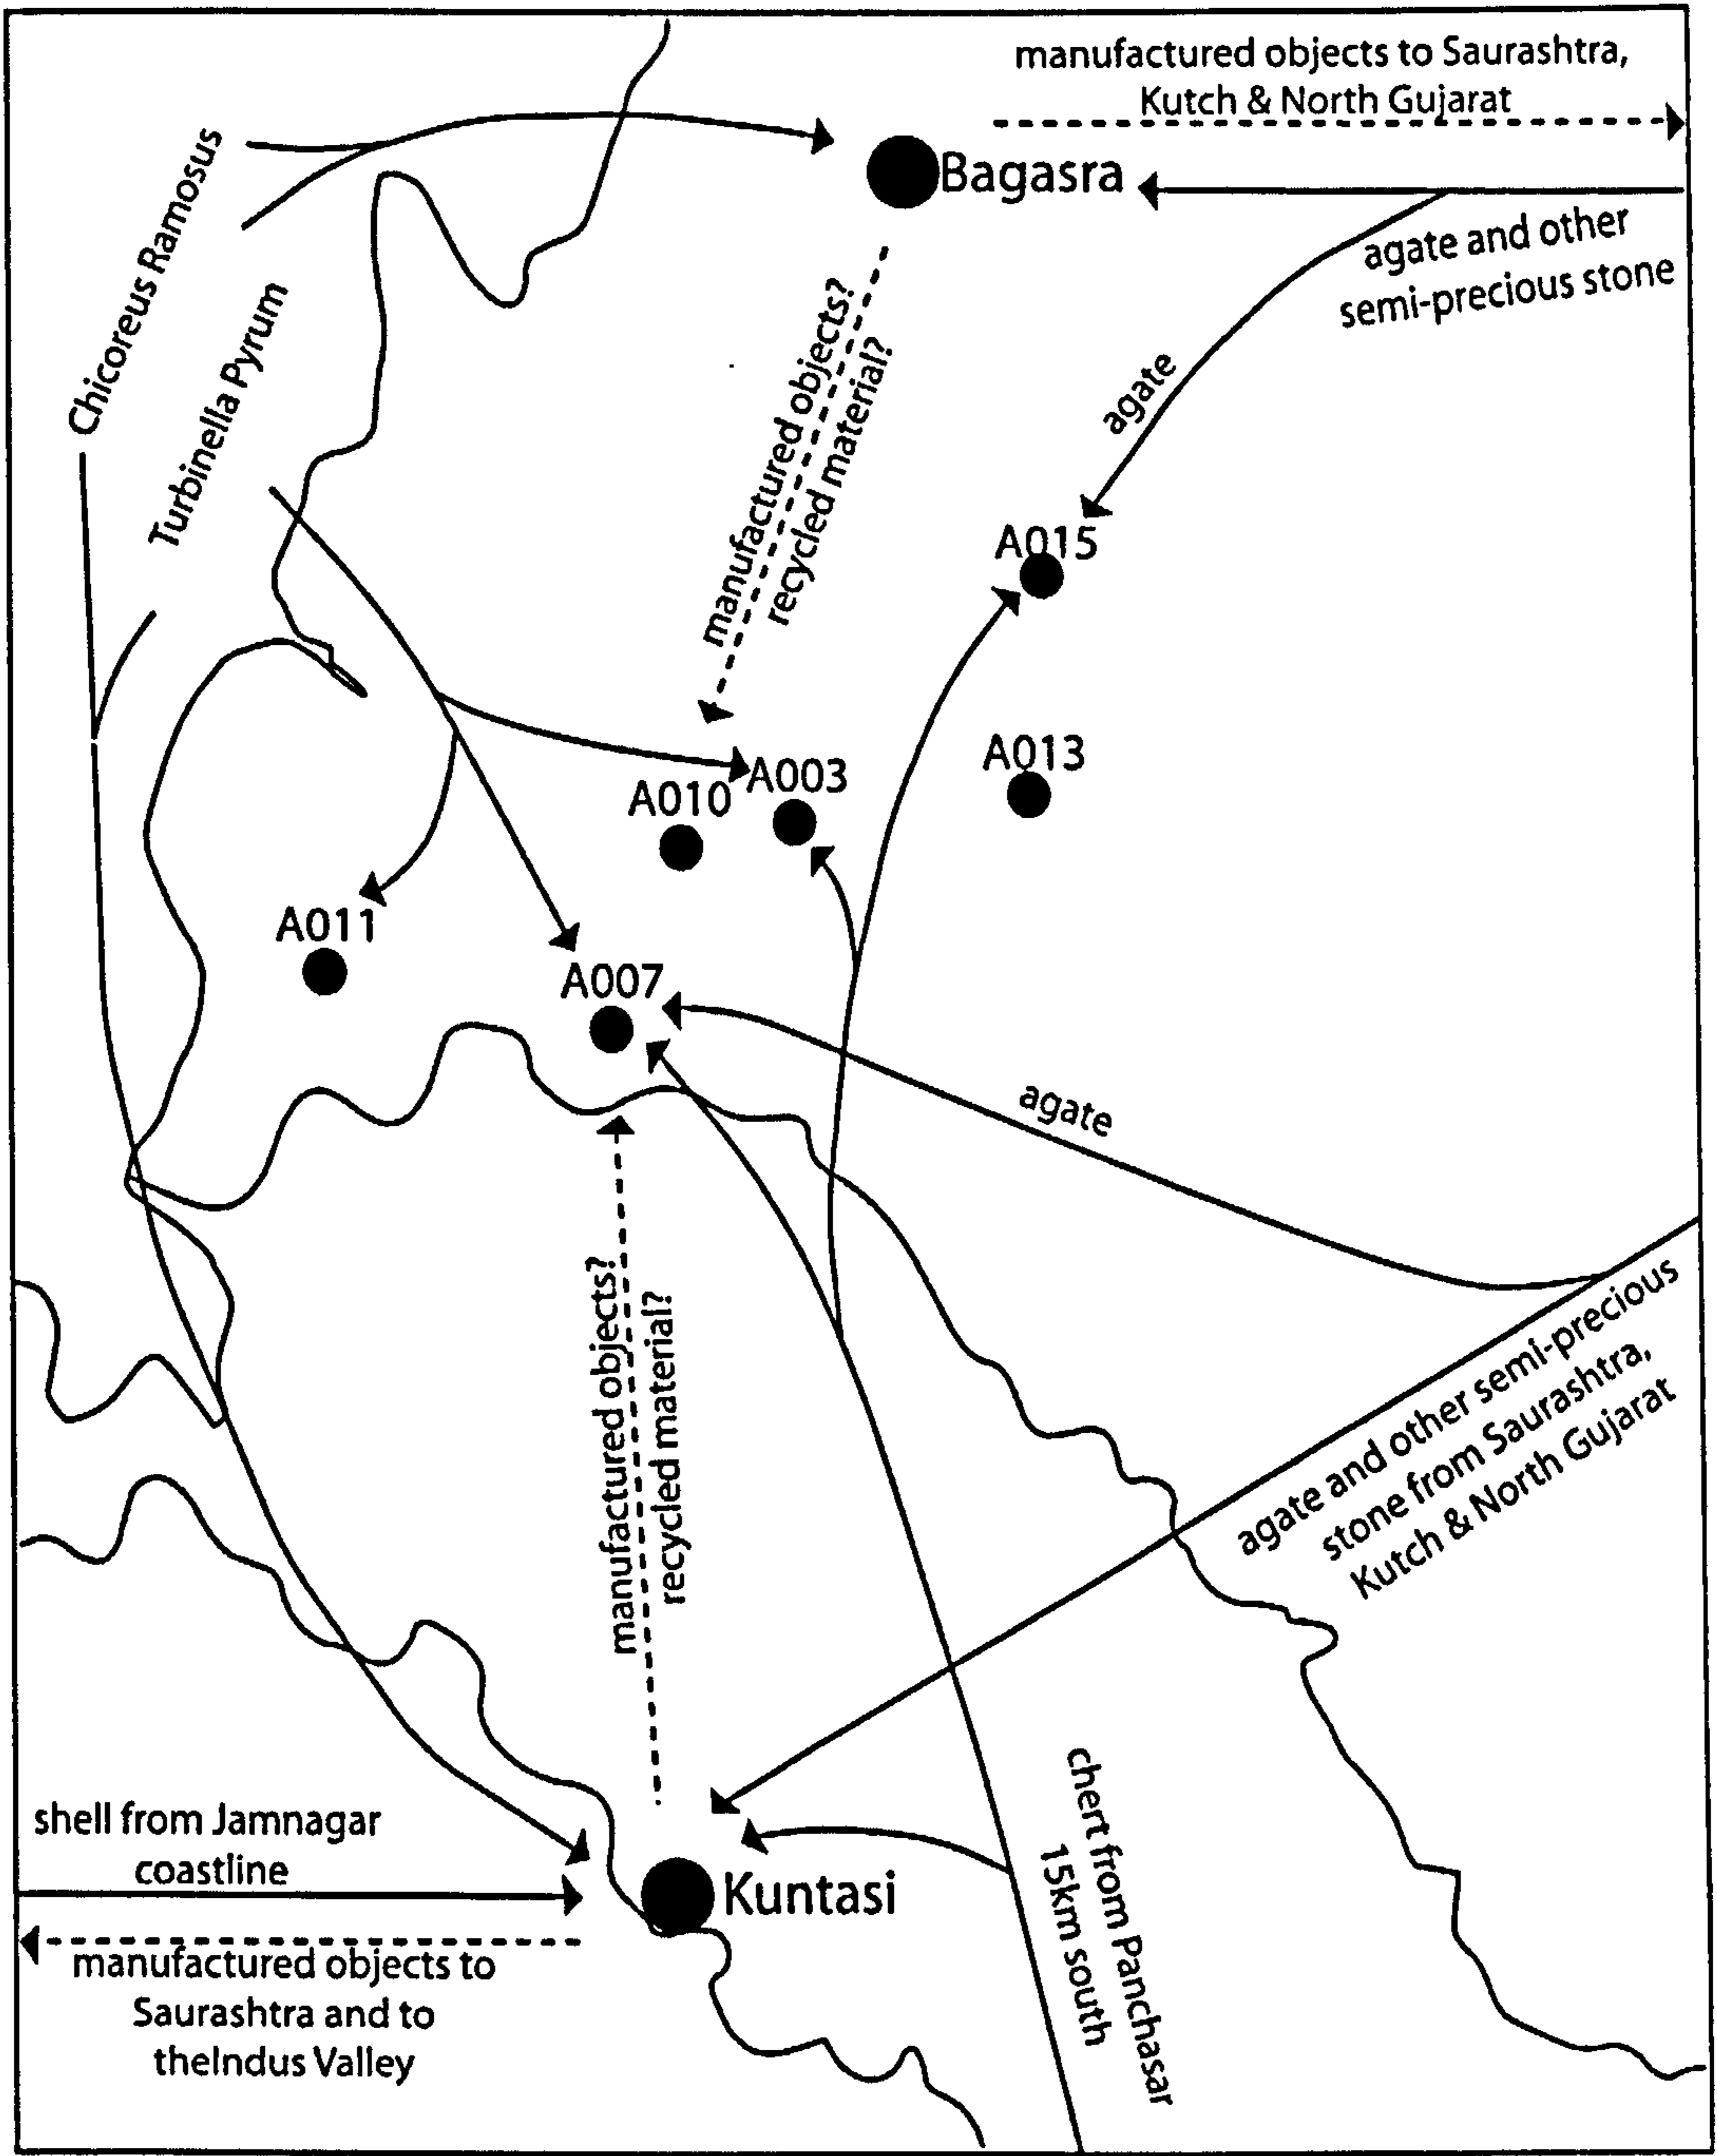 manufactured objects to Saurashtra,
Kutch & North Gujarat
Bagasra
agate and other
semi-precious stone
Chicoreus Ramosus
Turbinella Pyrum
manufactured objects?
recycled material?
agate
A015
A013
A003
A010
A011
A007
agate
manufactured objects?
recycled material?
agate and other semi-precious
stone from Saurashtra,
Kutch & North Gujarat
chert from Panchasar
15km south
shell from Jamnagar
coastline
Kuntasi
manufactured objects to
Saurashtra and to
theIndus Valley